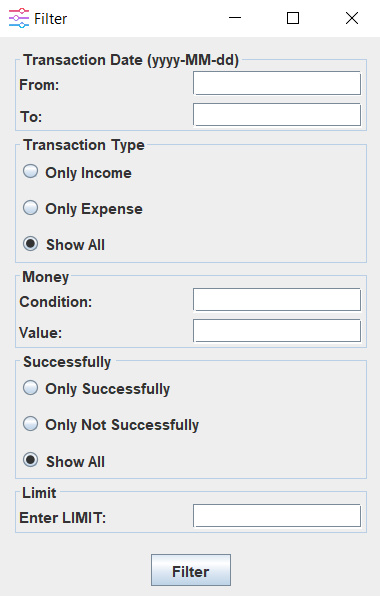 Filter
Transaction Date (yyyy-MM-dd)
From:
To:
Transaction Type
Only Income
Only Expense
Show All
Money
Condition:
Value:
Successfully
Only Successfully
Only Not Successfully
Show All
Limit
Enter LIMIT:
Filter